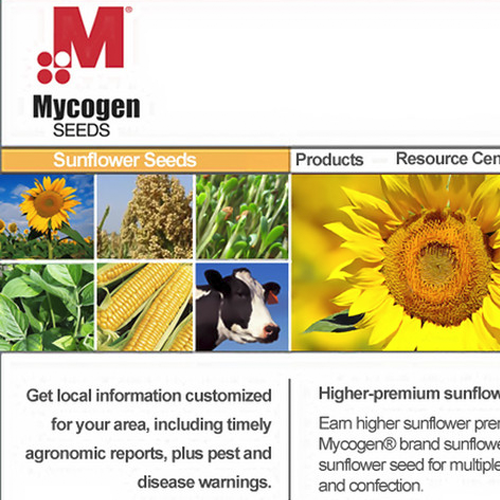 M®
Mycogen
SEEDS
Sunflower Seeds
Products
Resource Cen
Get local information customized
for your area, including timely
agronomic reports, plus pest and
disease warnings.
Higher-premium sunflow
Earn higher sunflower prem
Mycogen® brand sunflowe
sunflower seed for multiple
and confection.